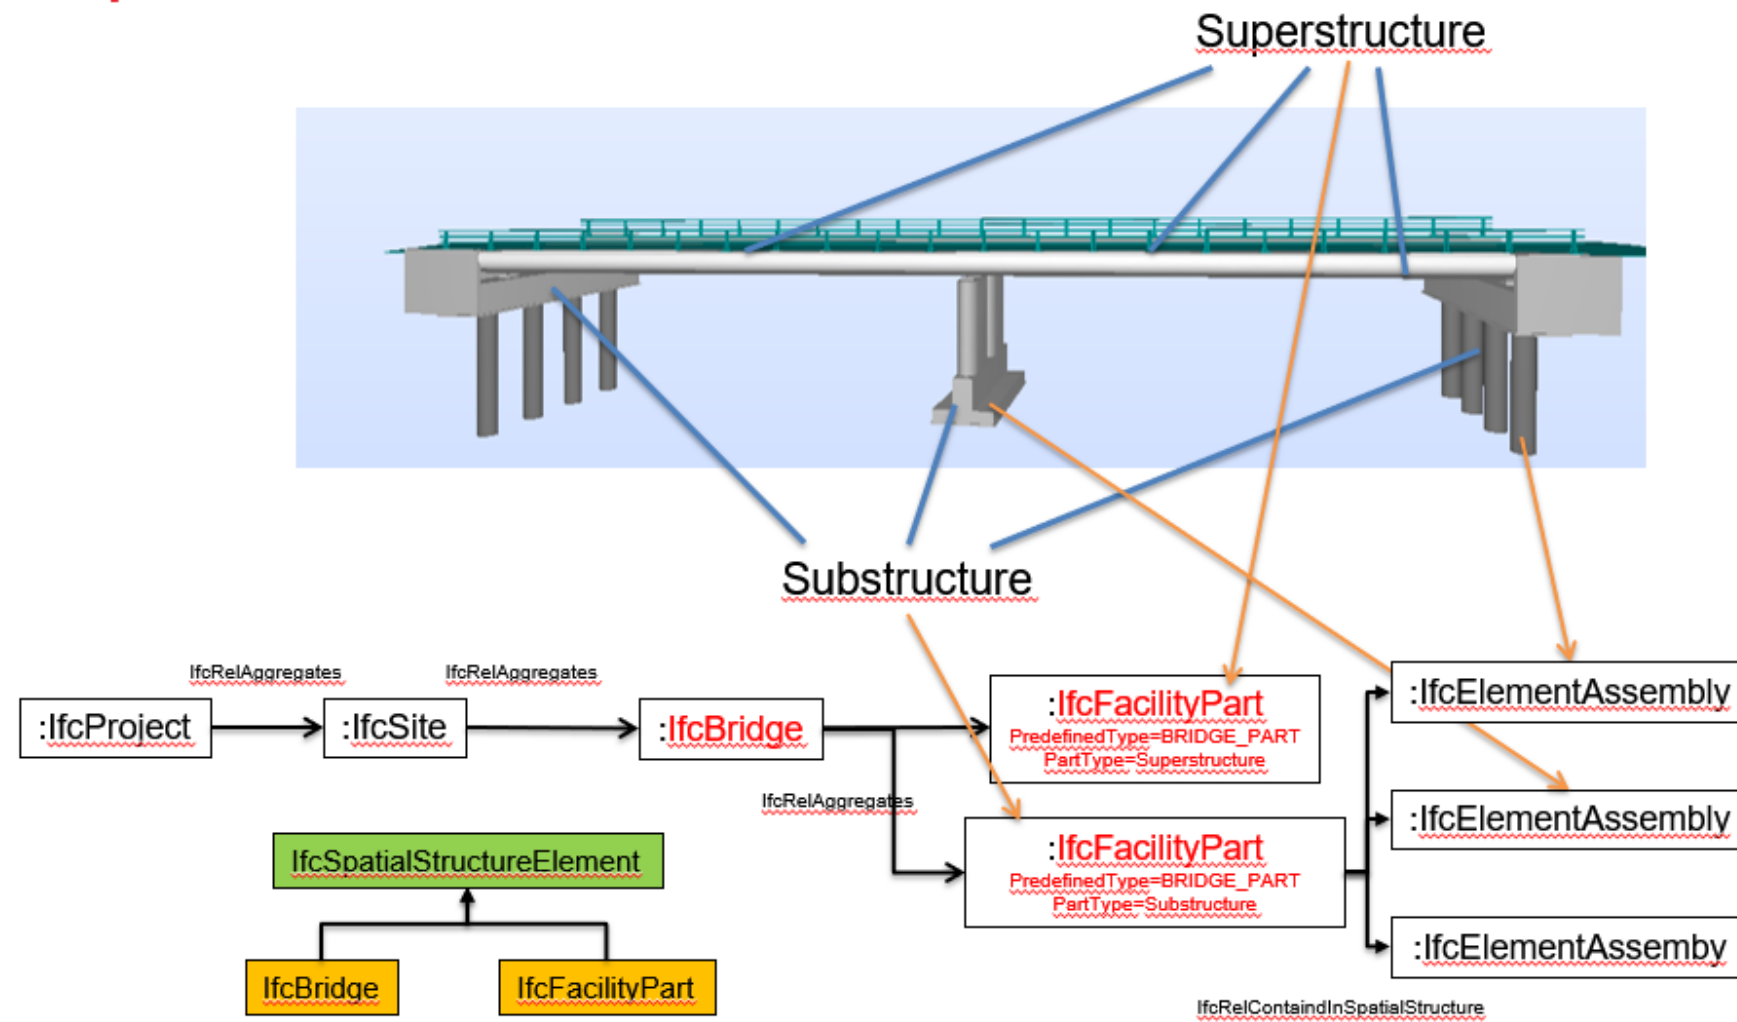 Superstructure
Substructure
IfcRelAggregates
IfcRelAggregates
:IfcProject
:IfcSite
:IfcBridge
:IfcFacilityPart
PredefinedType=BRIDGE_PART
PartType=Superstructure
:IfcElementAssembly
IfcRelAggregates
:IfcFacilityPart
PredefinedType=BRIDGE_PART
PartType=Substructure
:IfcElementAssembly
:IfcElementAssemby
IfcSpatialStructureElement
IfcBridge
IfcFacilityPart
IfcRelContaindInSpatialStructure